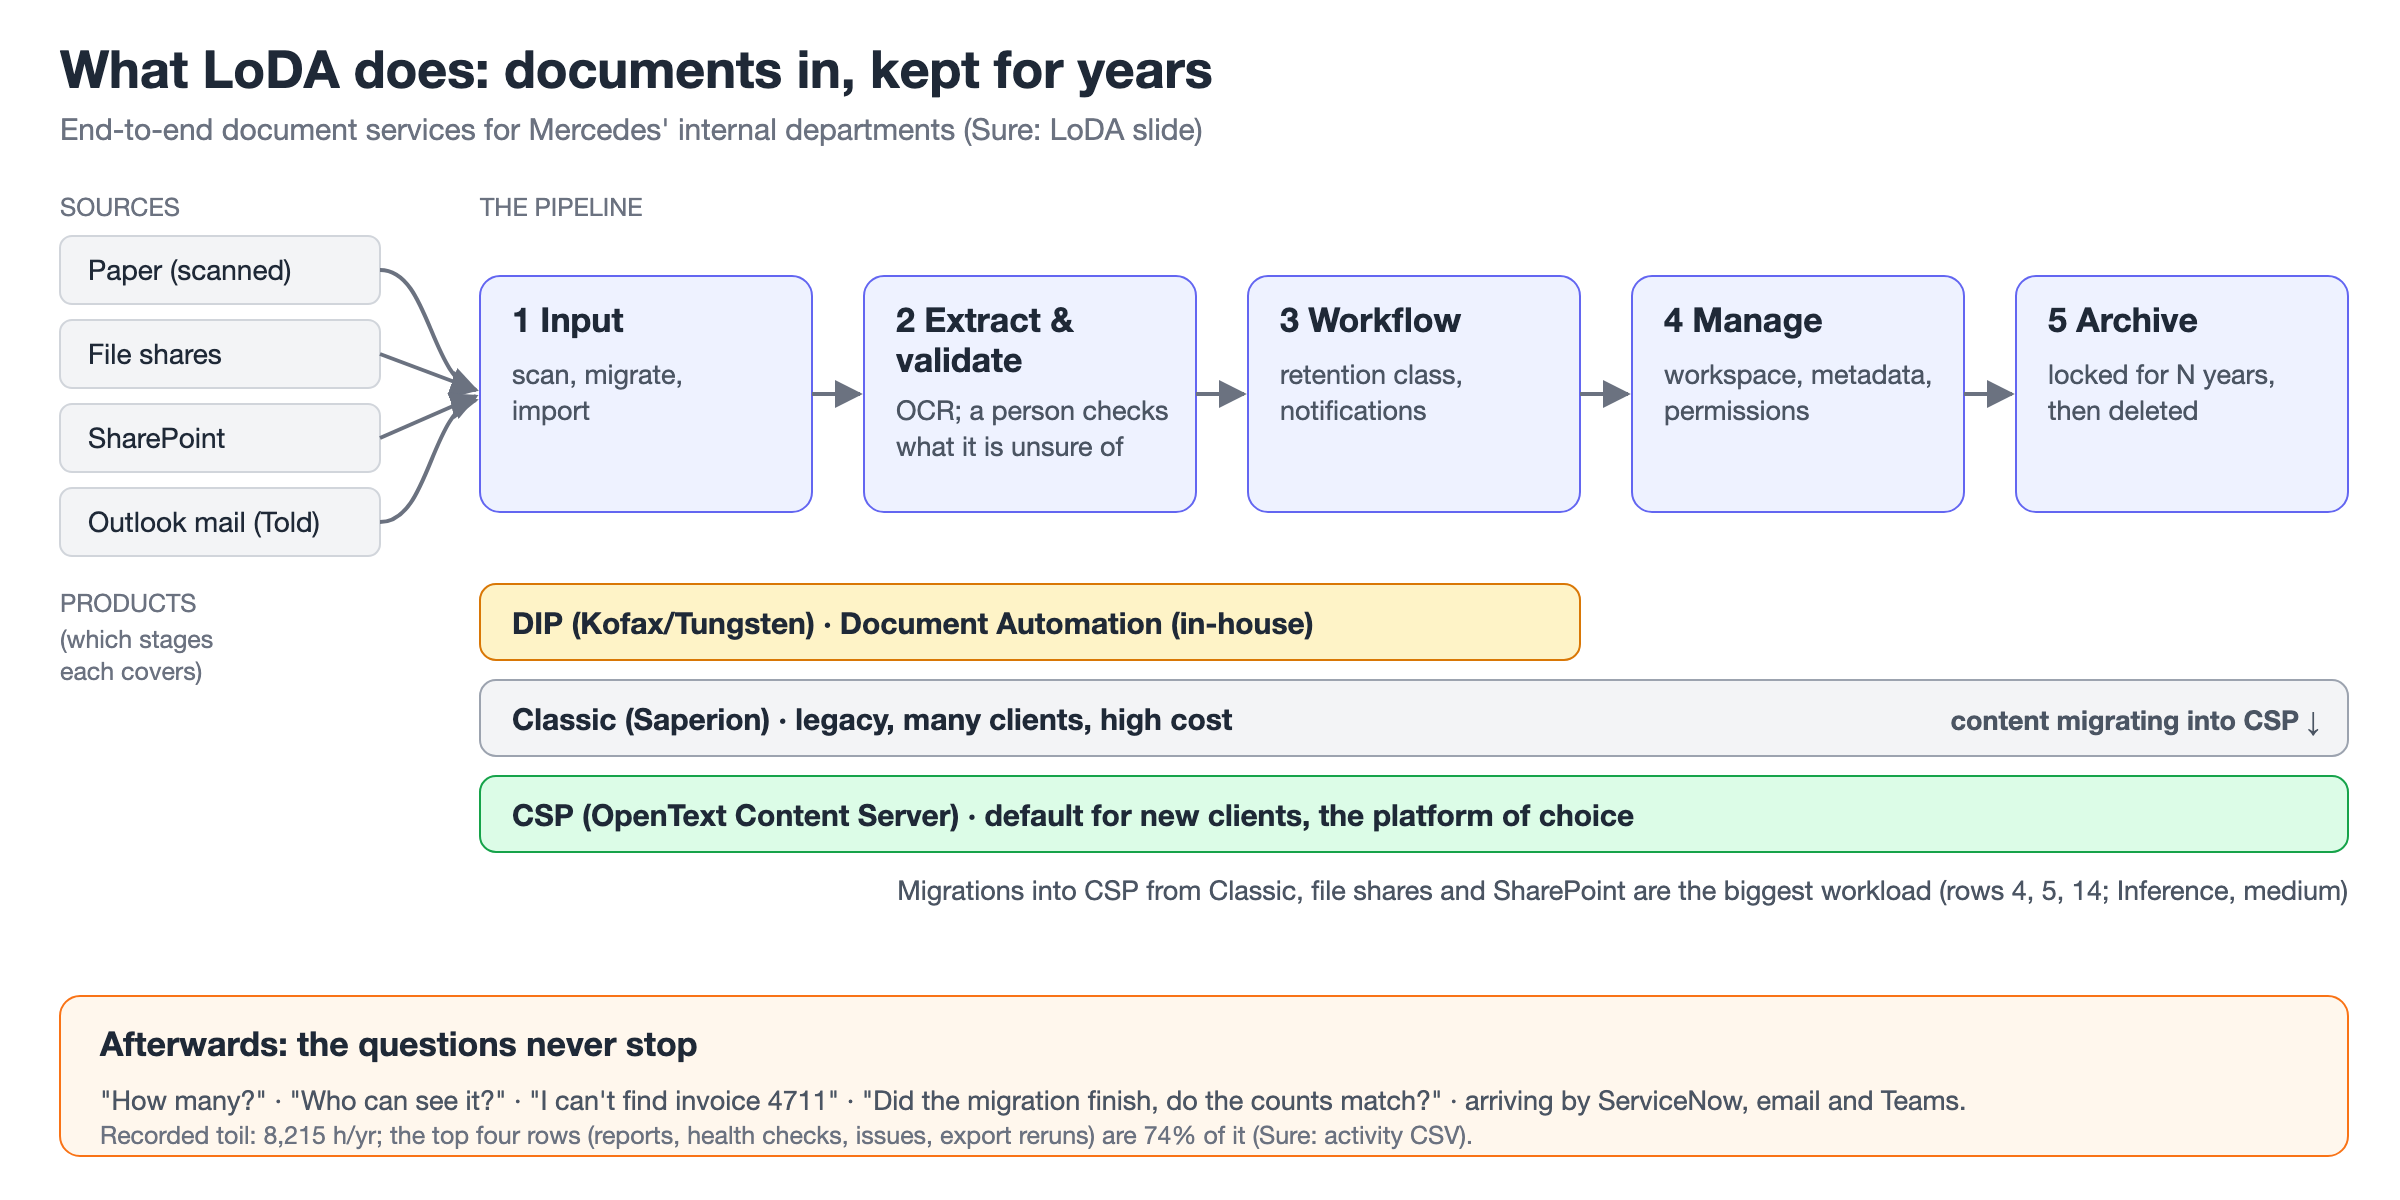 What LoDA does: documents in, kept for years
End-to-end document services for Mercedes' internal departments (Sure: LoDA slide)
SOURCES
Paper (scanned)
File shares
SharePoint
Outlook mail (Told)
THE PIPELINE
1 Input
scan, migrate,
import
2 Extract &
validate
OCR; a person checks
what it is unsure of
3 Workflow
retention class,
notifications
4 Manage
workspace, metadata,
permissions
5 Archive
locked for N years,
then deleted
PRODUCTS
(which stages
each covers)
DIP (Kofax/Tungsten) · Document Automation (in-house)
Classic (Saperion) · legacy, many clients, high cost
content migrating into CSP ↓
CSP (OpenText Content Server) · default for new clients, the platform of choice
Migrations into CSP from Classic, file shares and SharePoint are the biggest workload (rows 4, 5, 14; Inference, medium)
Afterwards: the questions never stop
"How many?" · "Who can see it?" · "I can't find invoice 4711" · "Did the migration finish, do the counts match?" · arriving by ServiceNow, email and Teams.
Recorded toil: 8,215 h/yr; the top four rows (reports, health checks, issues, export reruns) are 74% of it (Sure: activity CSV).